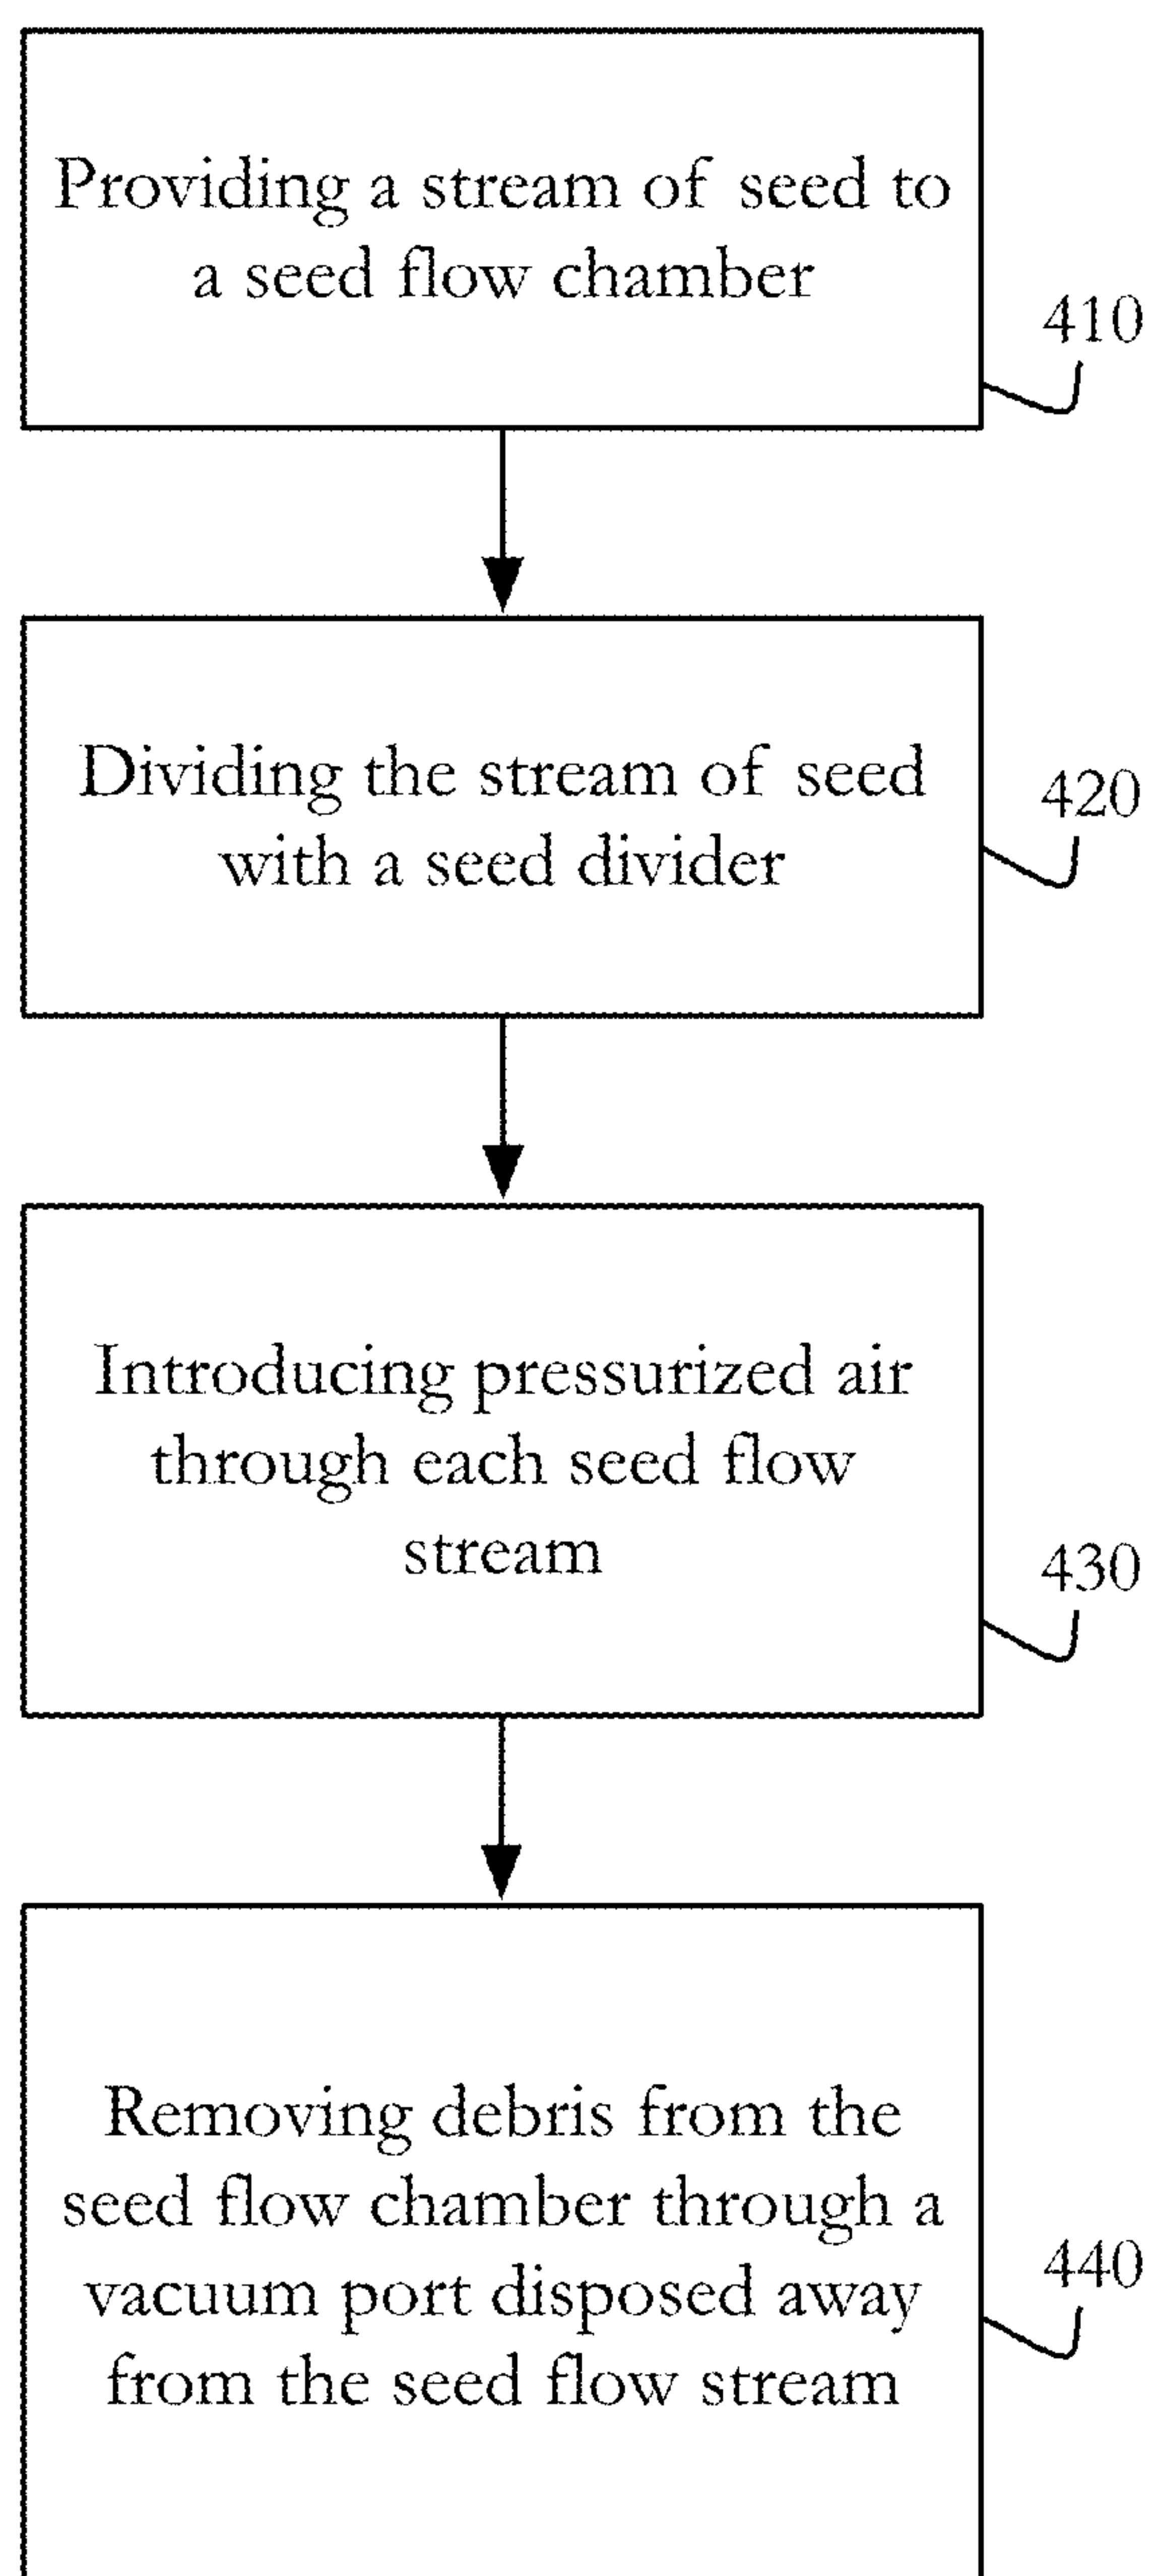 Providing a stream of seed to
a seed flow chamber
410
Dividing the stream of seed
with a seed divider
420
Introducing pressurized air
through each seed flow
stream
430
Removing debris from the
seed flow chamber through a
vacuum port disposed away
from the seed flow stream
440